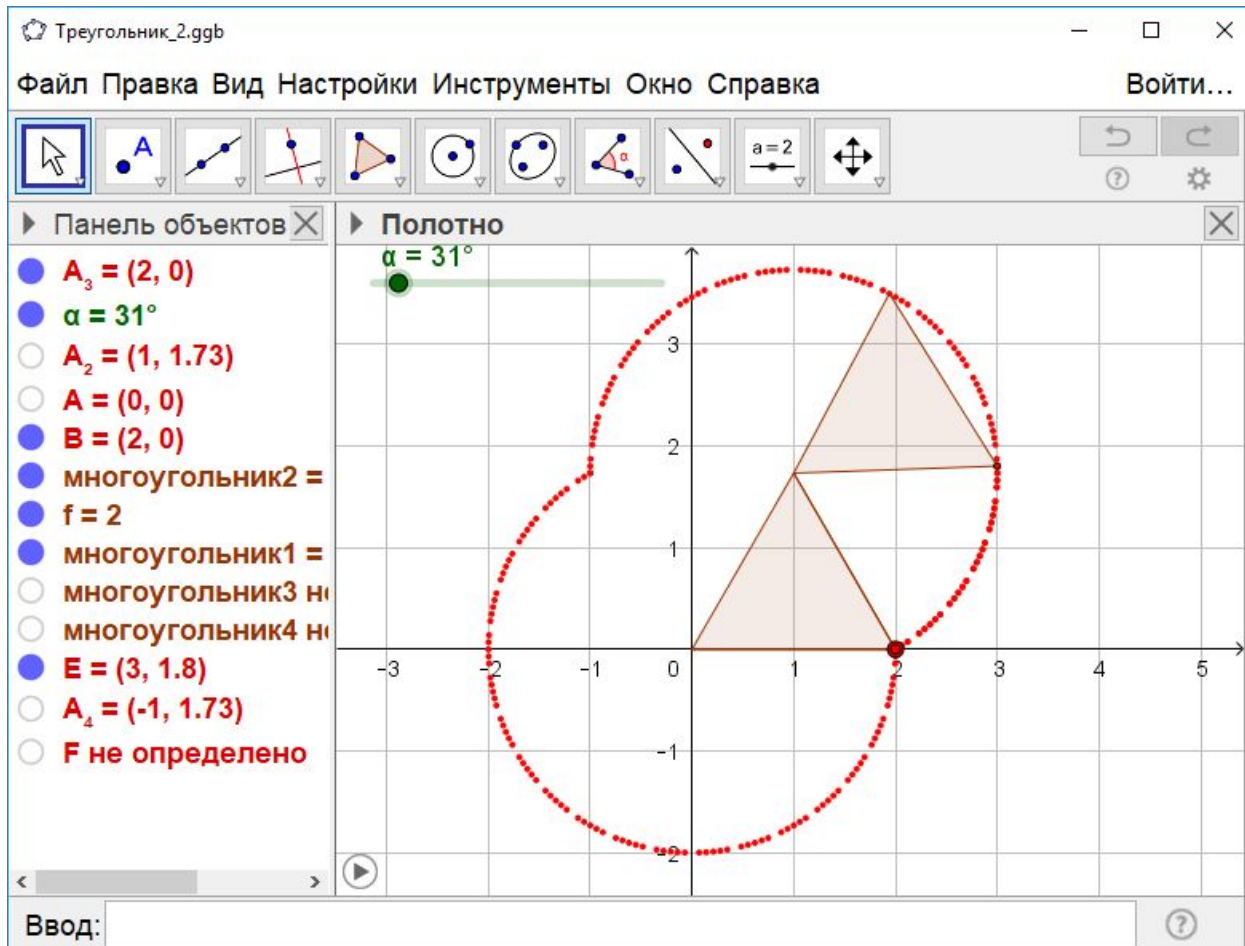 Треугольник_2.ggb
Файл Правка Вид Настройки Инструменты Окно Справка Войти...
A α a = 2
Панель объектов
Полотно
A₃ = (2, 0)
α = 31°
A₂ = (1, 1.73)
A = (0, 0)
B = (2, 0)
многоугольник2 =
f = 2
многоугольник1 =
многоугольник3 не
многоугольник4 не
E = (3, 1.8)
A₄ = (-1, 1.73)
F не определено
α = 31°
3
2
1
-3 -2 -1 0 1 2 3 4 5
-1
-2
Ввод: